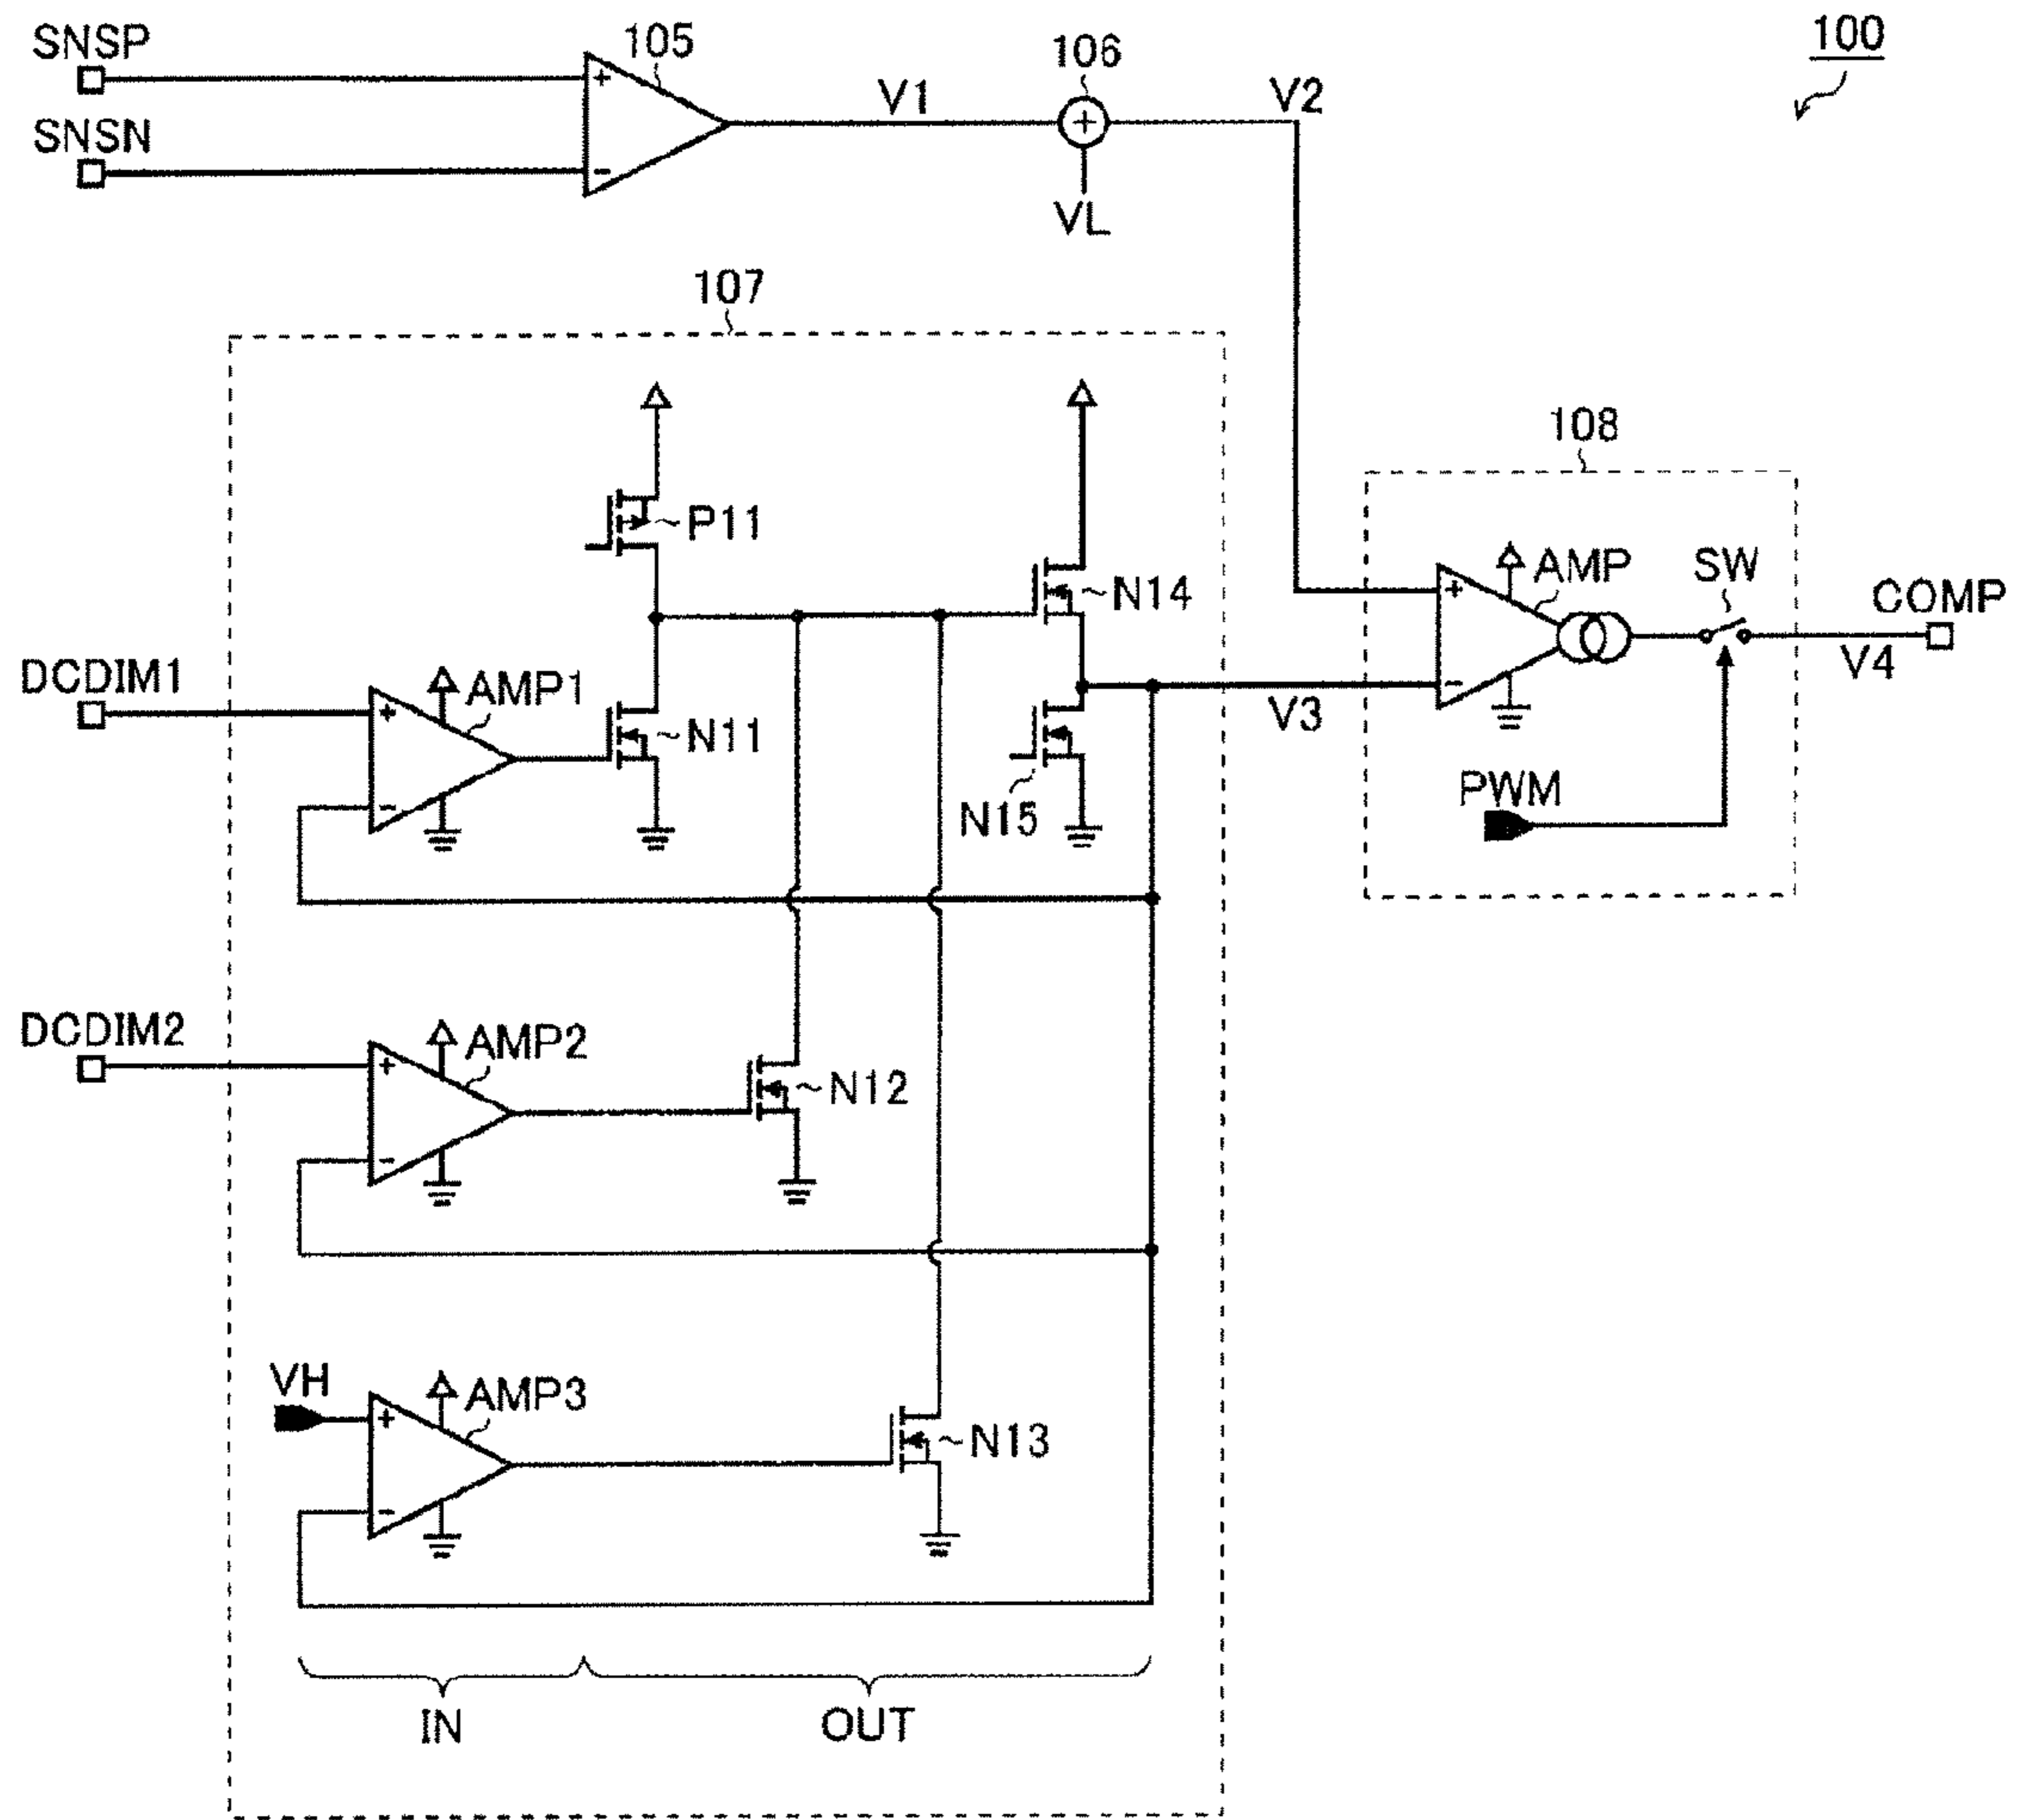 100
SNSP
105
106
V1
V2
SNSN
VL
107
108
P11
AMP
SW
N14
COMP
DCDIM1
AMP1
N11
V3
V4
N15
PWM
DCDIM2
AMP2
N12
VH
AMP3
N13
IN
OUT